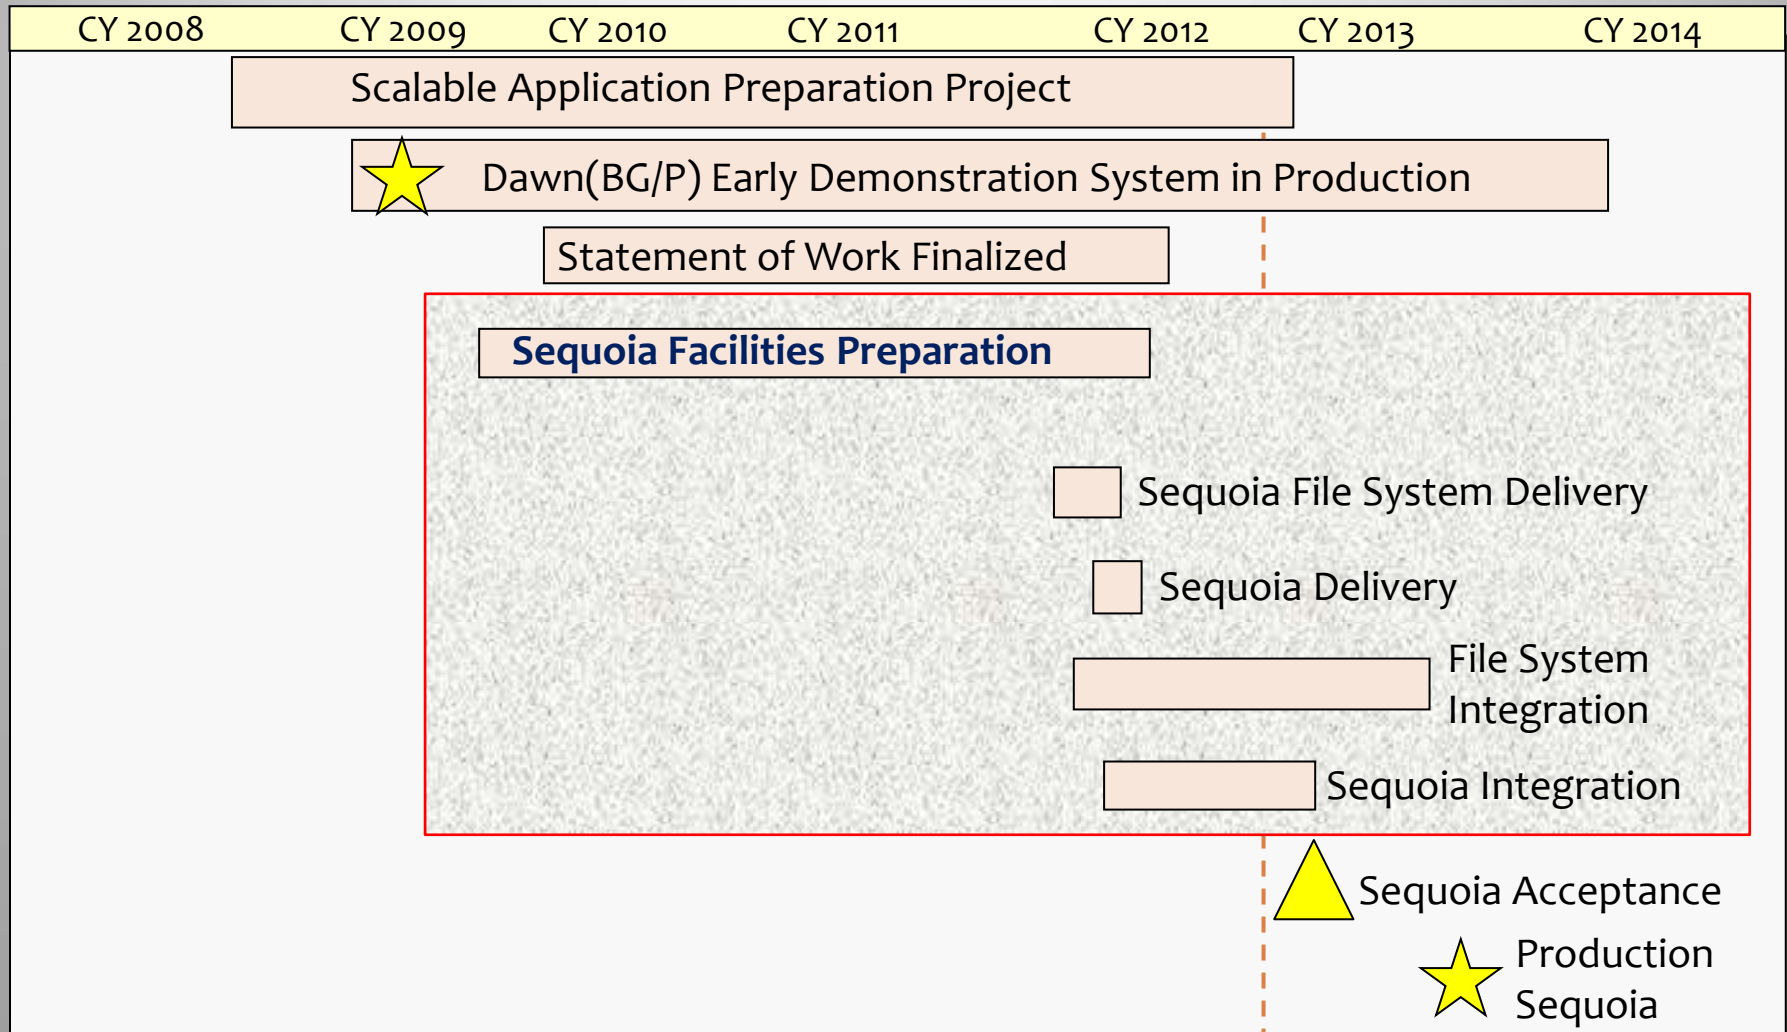 CY 2008 CY 2009 CY 2010 CY 2011 CY 2012 CY 2013 CY 2014
Scalable Application Preparation Project
Dawn(BG/P) Early Demonstration System in Production
Statement of Work Finalized
Sequoia Facilities Preparation
Sequoia File System Delivery
Sequoia Delivery
File System
Integration
Sequoia Integration
Sequoia Acceptance
Production
Sequoia